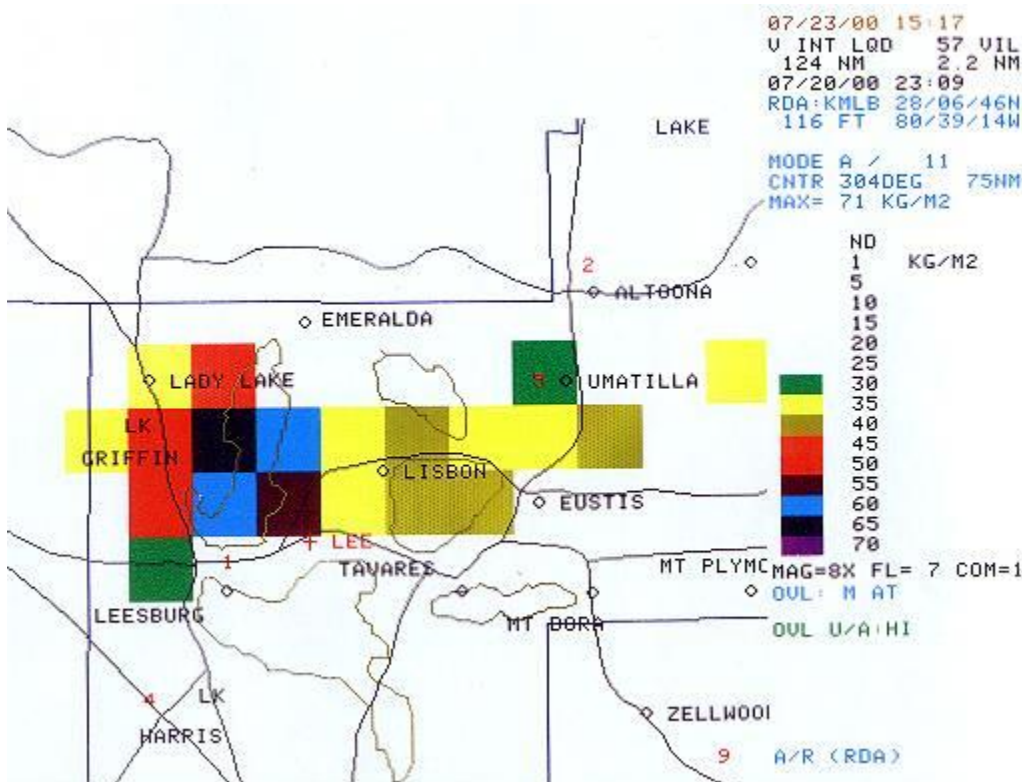 07/23/00 15:17
V INT LQD 57 VIL
124 NM 2.2 NM
07/20/00 23:09
RDA:KMLB 28/06/46N
116 FT 80/39/14W
MODE A / 11
CNTR 304DEG 75NM
MAX= 71 KG/M2
ND
1 KG/M2
5
10
15
20
25
30
35
40
45
50
55
60
65
70
MAG=8X FL= 7 COM=1
OVL: M AT
OVL U/A:HI
A/R (RDA)
LAKE
2
ALTOONA
EMERALDA
LADY LAKE
UMATILLA
LK
GRIFFIN
LISBON
EUSTIS
LEE
1
TAVARES
MT PLYMC
LEESBURG
MT DORA
4
LK
HARRIS
ZELLWOO
9